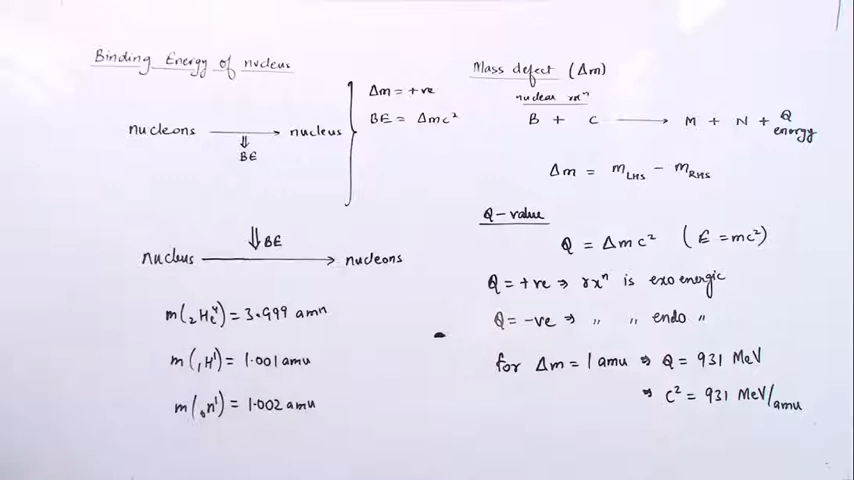 Binding Energy of nucleus
nucleons → nucleus
⇓
BE
Δm = +ve
BE = Δmc²
⇓ BE
nucleus → nucleons
m(₂He⁴) = 3.999 amu
m(₁H¹) = 1.001 amu
m(₀n¹) = 1.002 amu
Mass defect (Δm)
nuclear rxⁿ
B + C → M + N + Q
energy
Δm = m_LHS − m_RHS
Q-value
Q = Δmc² (E = mc²)
Q = +ve ⇒ rxⁿ is exoenergic
Q = −ve ⇒ " " endo "
for Δm = 1 amu ⇒ Q = 931 MeV
⇒ c² = 931 MeV/amu